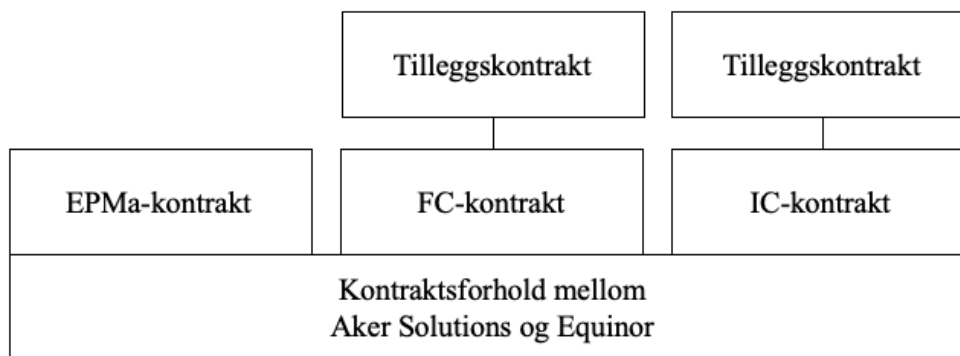 Tilleggskontrakt
Tilleggskontrakt
EPMa-kontrakt
FC-kontrakt
IC-kontrakt
Kontraktsforhold mellom
Aker Solutions og Equinor